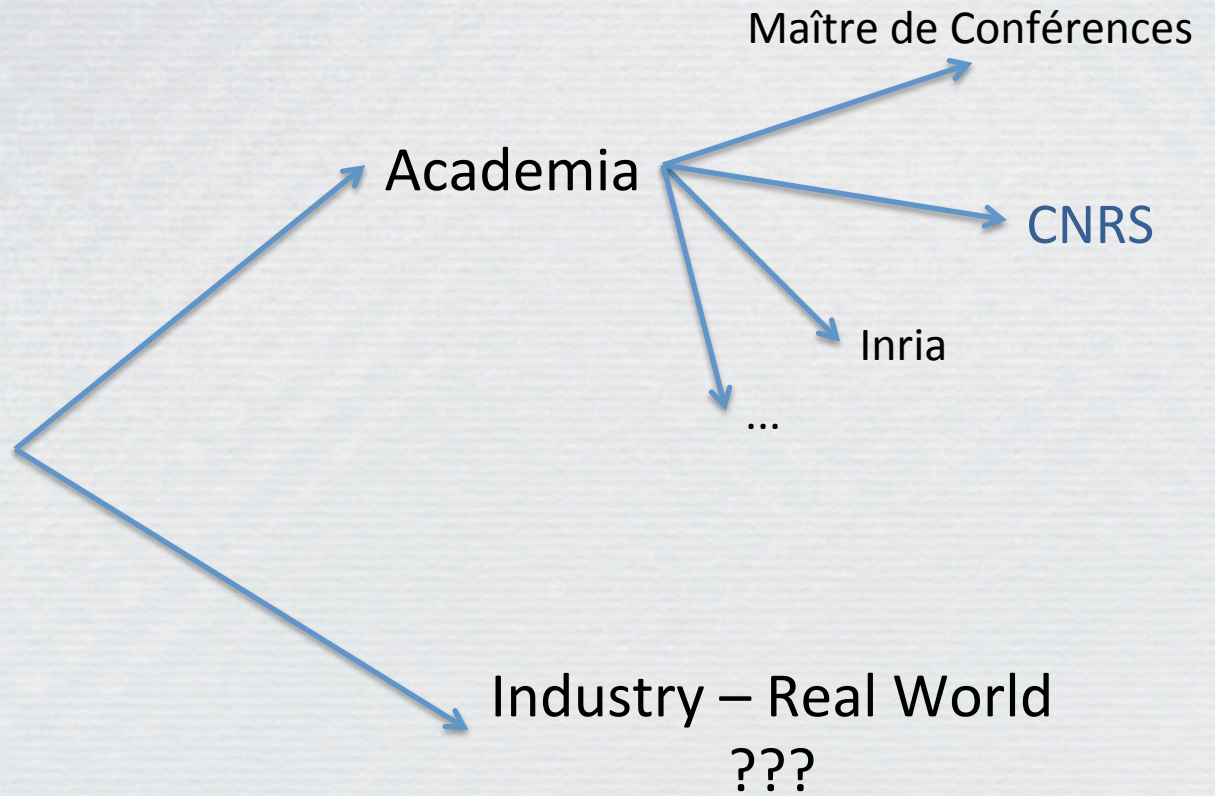 Maître de Conférences
Academia
CNRS
Inria
...
Industry – Real World
???